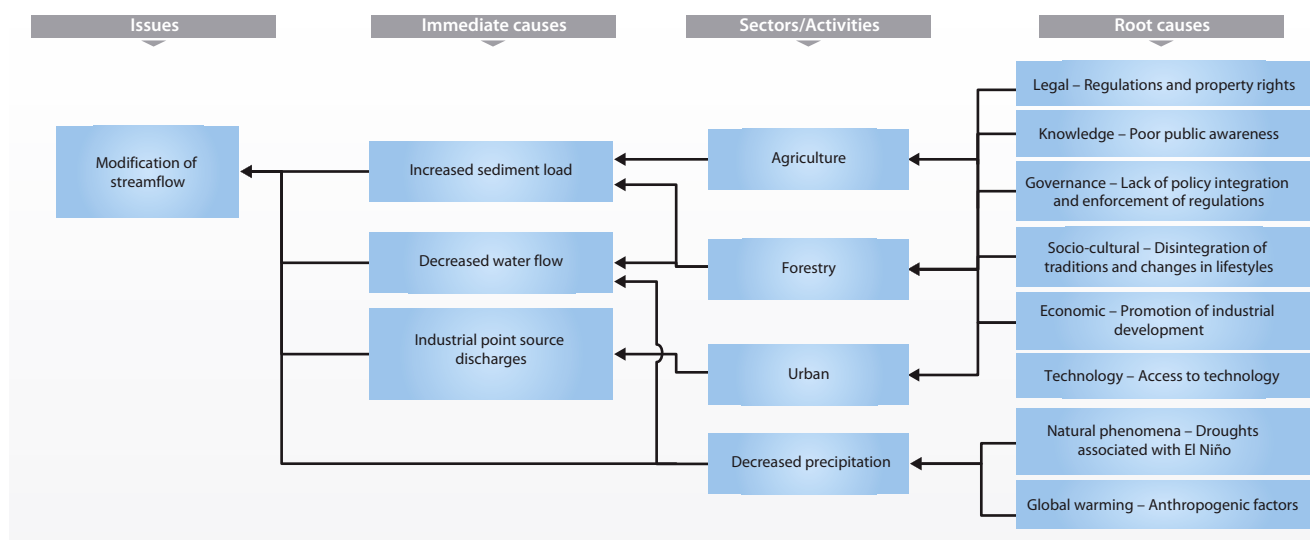 Issues
Immediate causes
Sectors/Activities
Root causes
Modification of
streamflow
Increased sediment load
Decreased water flow
Industrial point source
discharges
Agriculture
Forestry
Urban
Decreased precipitation
Legal – Regulations and property rights
Knowledge – Poor public awareness
Governance – Lack of policy integration
and enforcement of regulations
Socio-cultural – Disintegration of
traditions and changes in lifestyles
Economic – Promotion of industrial
development
Technology – Access to technology
Natural phenomena – Droughts
associated with El Niño
Global warming – Anthropogenic factors